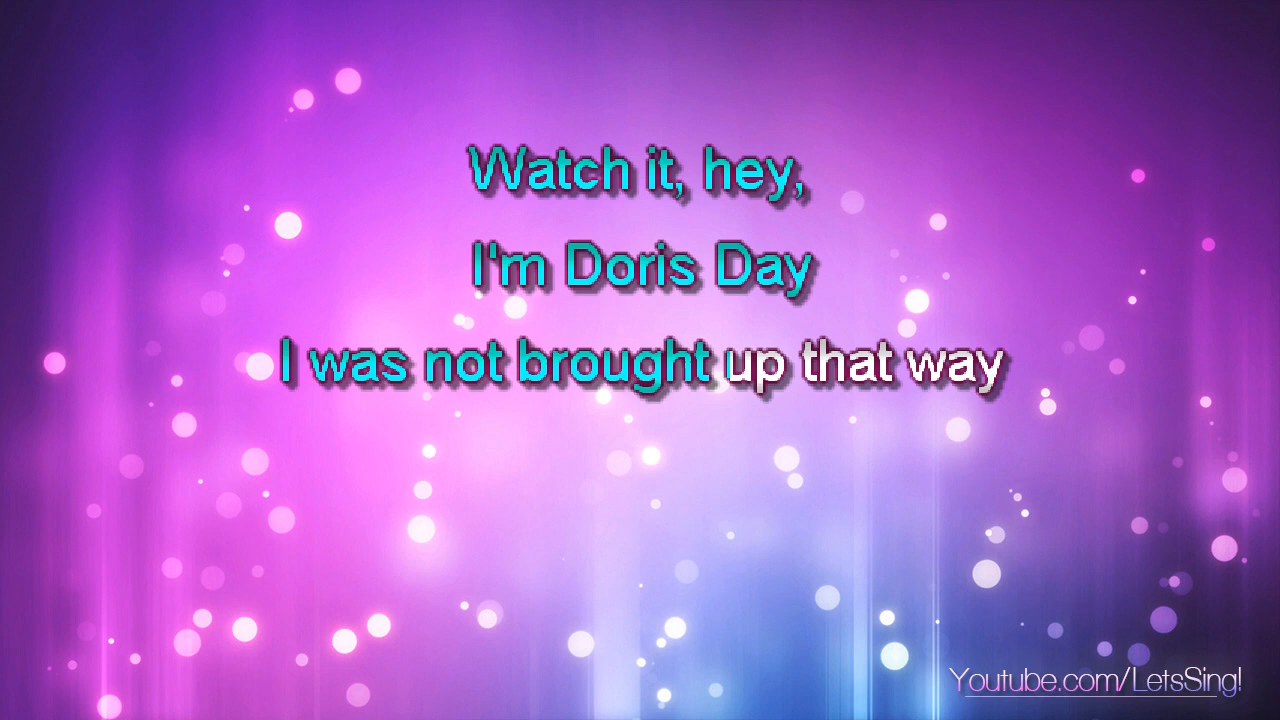 Watch it, hey,
I'm Doris Day
I was not brought up that way
Youtube.com/LetsSing!